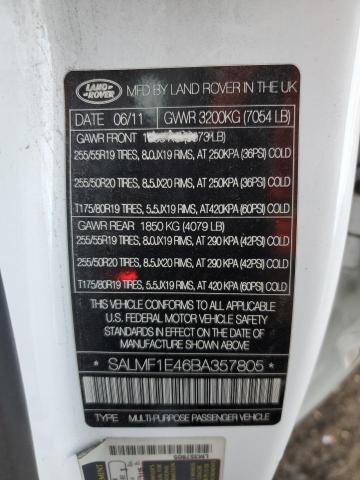 LAND ROVER
MFD BY LAND ROVER IN THE UK
DATE 06/11 GWR 3200KG (7054 LB)
GAWR FRONT LB)
255/55R19 TIRES, 8.0JX19 RIMS, AT 250KPA (36PSI) COLD
255/50R20 TIRES, 8.5JX20 RIMS, AT 250KPA (36PSI) COLD
T175/80R19 TIRES, 5.5JX19 RIMS, AT420KPA (60PSI) COLD
GAWR REAR 1850 KG (4079 LB)
255/55R19 TIRES, 8.0JX19 RIMS, AT 290 KPA (42PSI) COLD
255/50R20 TIRES, 8.5JX20 RIMS, AT 290 KPA (42PSI) COLD
T175/80R19 TIRES, 5.5JX19 RIMS, AT 420 KPA (60PSI) COLD
THIS VEHICLE CONFORMS TO ALL APPLICABLE
U.S. FEDERAL MOTOR VEHICLE SAFETY AND
THEFT PREVENTION STANDARDS IN EFFECT ON THE
DATE OF MANUFACTURE SHOWN ABOVE.
*SALMF1E46BA357805*
TYPE MULTI-PURPOSE PASSENGER VEHICLE